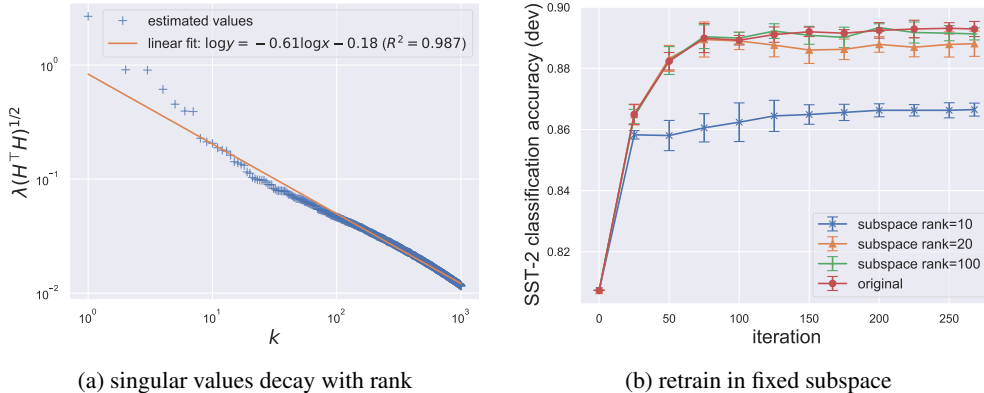 estimated values
linear fit: logy = −0.61logx − 0.18 (R² = 0.987)
10⁰
10⁻¹
10⁻²
λ(H⊤H)^{1/2}
10⁰ 10¹ 10² 10³
k
(a) singular values decay with rank
0.90
0.88
0.86
0.84
0.82
SST-2 classification accuracy (dev)
subspace rank=10
subspace rank=20
subspace rank=100
original
0 50 100 150 200 250
iteration
(b) retrain in fixed subspace